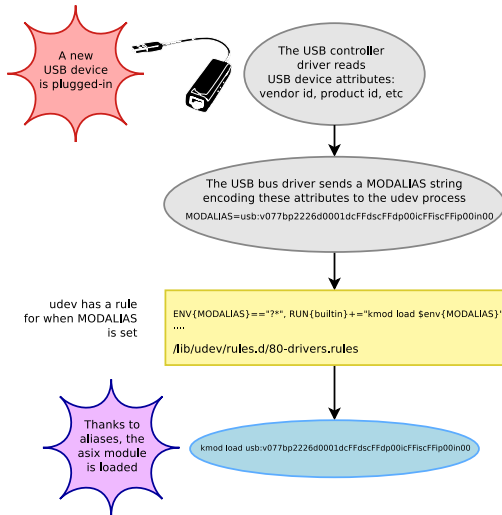 A new
USB device
is plugged-in
The USB controller
driver reads
USB device attributes:
vendor id, product id, etc
The USB bus driver sends a MODALIAS string
encoding these attributes to the udev process
MODALIAS=usb:v077bp2226d0001dcFFdscFFdp00icFFiscFFip00in00
udev has a rule
for when MODALIAS
is set
ENV{MODALIAS}=="?*", RUN{builtin}+="kmod load $env{MODALIAS}"
....
/lib/udev/rules.d/80-drivers.rules
Thanks to
aliases, the
asix module
is loaded
kmod load usb:v077bp2226d0001dcFFdscFFdp00icFFiscFFip00in00